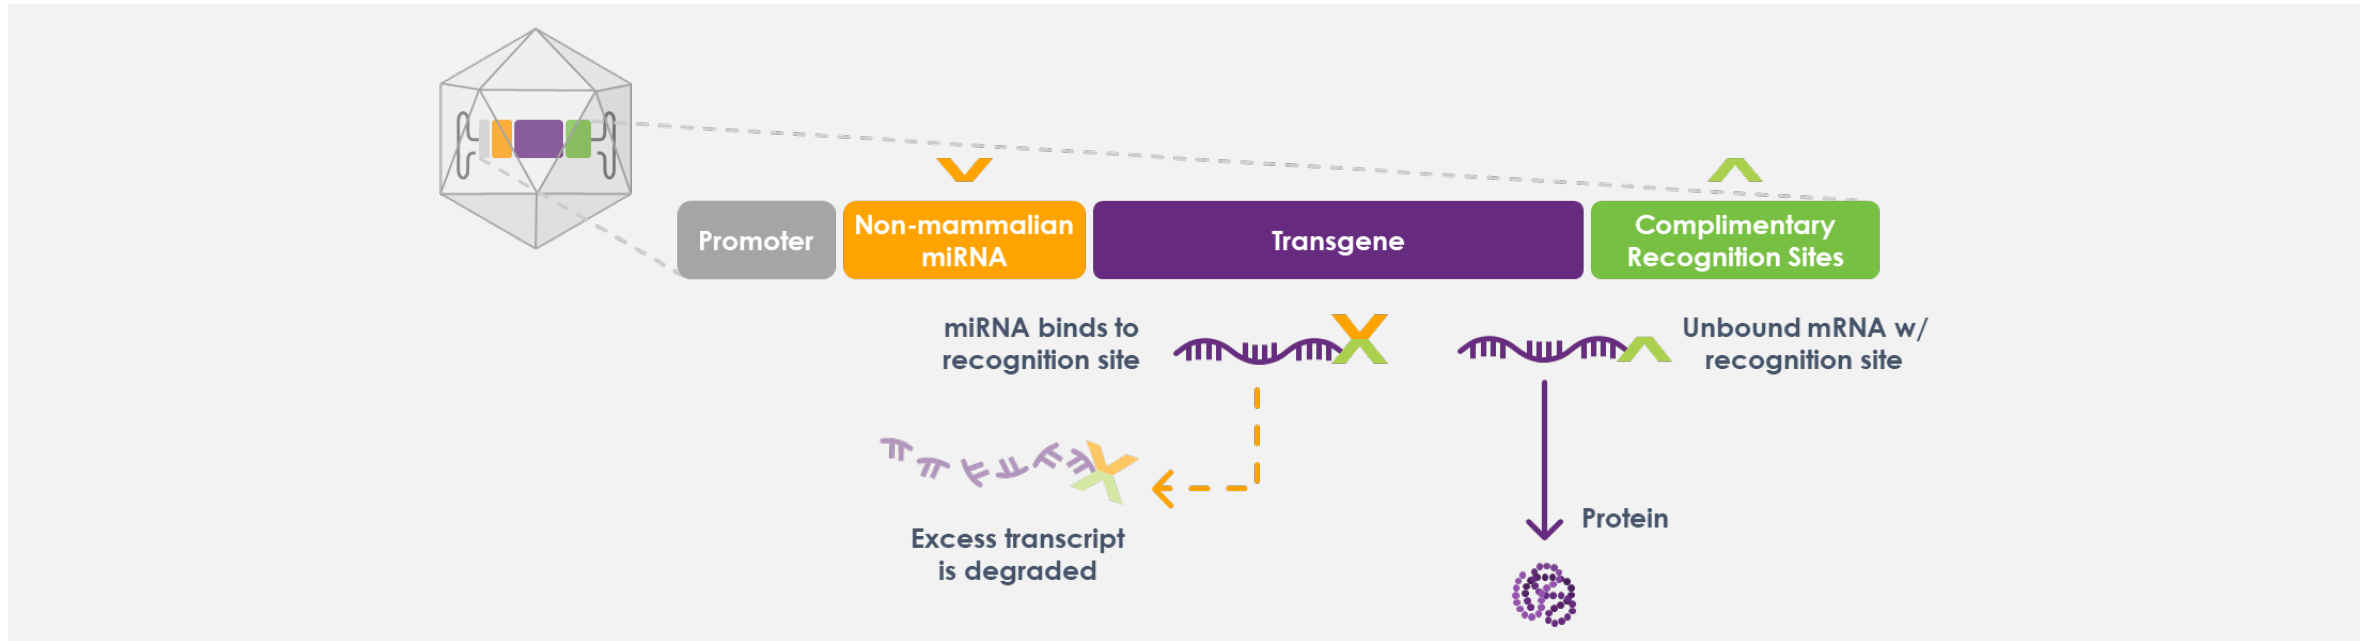 Promoter
Non-mammalian
miRNA
Transgene
Complimentary
Recognition Sites
miRNA binds to
recognition site
Unbound mRNA w/
recognition site
Excess transcript
is degraded
Protein